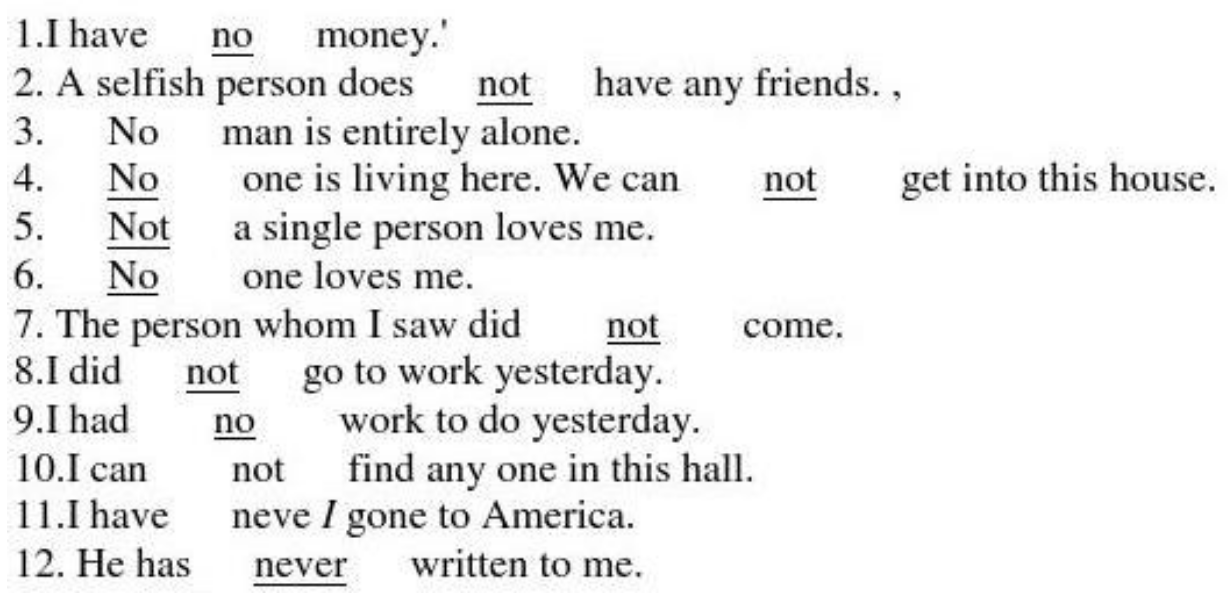 1.I have no money.'
2. A selfish person does not have any friends. ,
3. No man is entirely alone.
4. No one is living here. We can not get into this house.
5. Not a single person loves me.
6. No one loves me.
7. The person whom I saw did not come.
8.I did not go to work yesterday.
9.I had no work to do yesterday.
10.I can not find any one in this hall.
11.I have neve I gone to America.
12. He has never written to me.